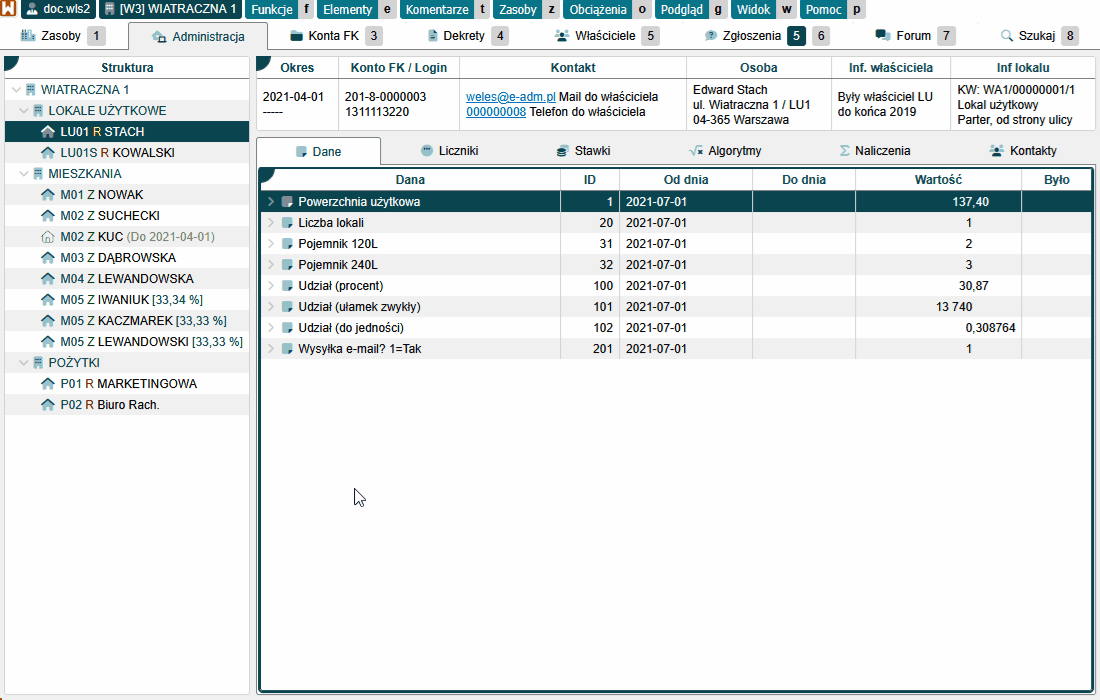 doc.wls2 [W3] WIATRACZNA 1 Funkcje f Elementy e Komentarze t Zasoby z Obciążenia o Podgląd g Widok w Pomoc p
Zasoby 1 Administracja Konta FK 3 Dekrety 4 Właściciele 5 Zgłoszenia 5 6 Forum 7 Szukaj 8
Struktura
WIATRACZNA 1
LOKALE UŻYTKOWE
LU01 R STACH
LU01S R KOWALSKI
MIESZKANIA
M01 Z NOWAK
M02 Z SUCHECKI
M02 Z KUC (Do 2021-04-01)
M03 Z DĄBROWSKA
M04 Z LEWANDOWSKA
M05 Z IWANIUK [33,34 %]
M05 Z KACZMAREK [33,33 %]
M05 Z LEWANDOWSKI [33,33 %]
POŻYTKI
P01 R MARKETINGOWA
P02 R Biuro Rach.
Okres Konto FK / Login Kontakt Osoba Inf. właściciela Inf lokalu
2021-04-01
-----
201-8-0000003
1311113220
weles@e-adm.pl Mail do właściciela
000000008 Telefon do właściciela
Edward Stach
ul. Wiatraczna 1 / LU1
04-365 Warszawa
Były właściciel LU
do końca 2019
KW: WA1/00000001/1
Lokal użytkowy
Parter, od strony ulicy
Dane Liczniki Stawki Algorytmy Naliczenia Kontakty
Dana ID Od dnia Do dnia Wartość Było
Powierzchnia użytkowa 1 2021-07-01 137,40
Liczba lokali 20 2021-07-01 1
Pojemnik 120L 31 2021-07-01 2
Pojemnik 240L 32 2021-07-01 3
Udział (procent) 100 2021-07-01 30,87
Udział (ułamek zwykły) 101 2021-07-01 13 740
Udział (do jedności) 102 2021-07-01 0,308764
Wysyłka e-mail? 1=Tak 201 2021-07-01 1